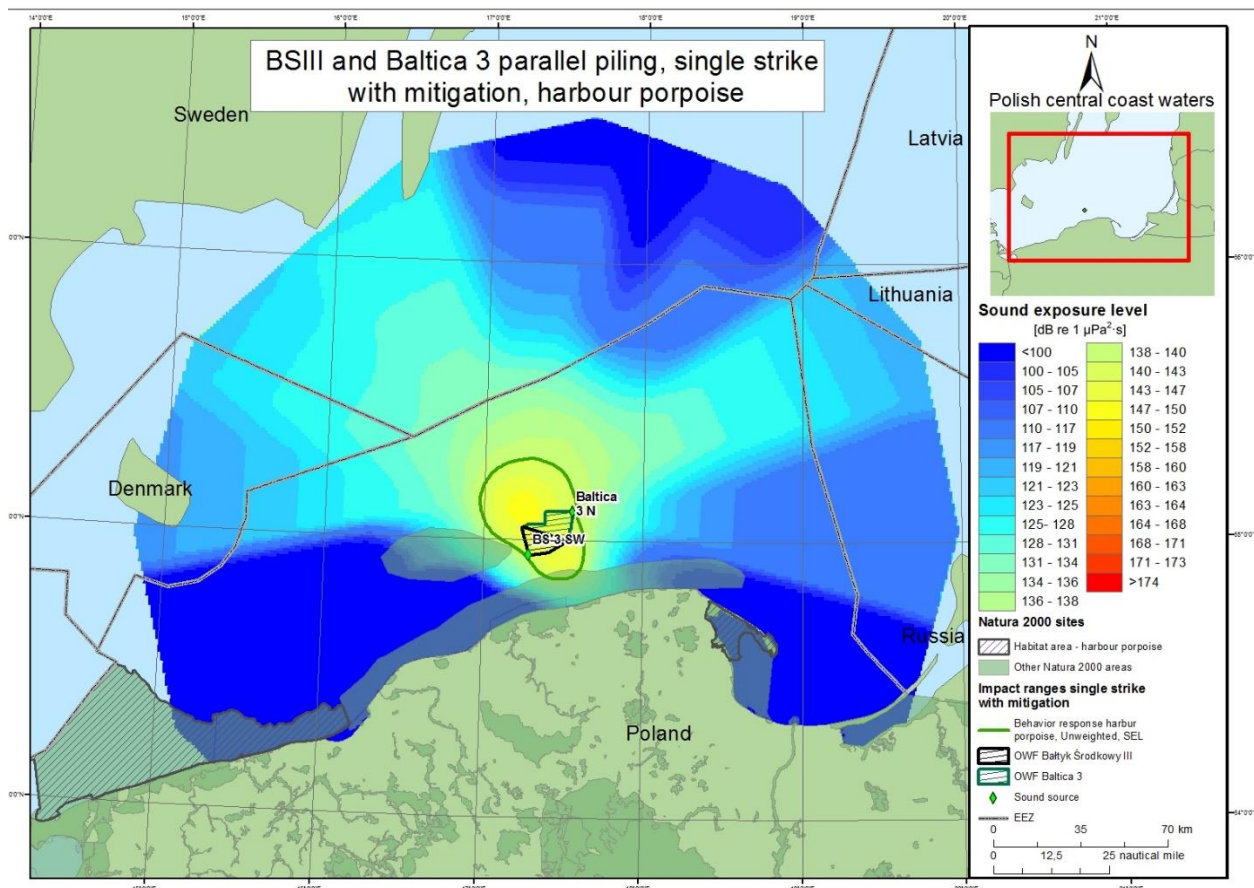 14°0'0"E 15°0'0"E 16°0'0"E 17°0'0"E 18°0'0"E 19°0'0"E 20°0'0"E 21°0'0"E
BSIII and Baltica 3 parallel piling, single strike
with mitigation, harbour porpoise
Sweden
Latvia
Lithuania
Denmark
Baltica
3 N
BS 3 SW
Russia
Poland
0'0"N
0'0"N
0'0"N
N
Polish central coast waters
Sound exposure level
[dB re 1 µPa²·s]
<100
100 - 105
105 - 107
107 - 110
110 - 117
117 - 119
119 - 121
121 - 123
123 - 125
125- 128
128 - 131
131 - 134
134 - 136
136 - 138
138 - 140
140 - 143
143 - 147
147 - 150
150 - 152
152 - 158
158 - 160
160 - 163
163 - 164
164 - 168
168 - 171
171 - 173
>174
Natura 2000 sites
Habitat area - harbour porpoise
Other Natura 2000 areas
Impact ranges single strike
with mitigation
Behavior response harbur
porpoise, Unweighted, SEL
OWF Bałtyk Środkowy III
OWF Baltica 3
Sound source
EEZ
0 35 70 km
0 12,5 25 nautical mile